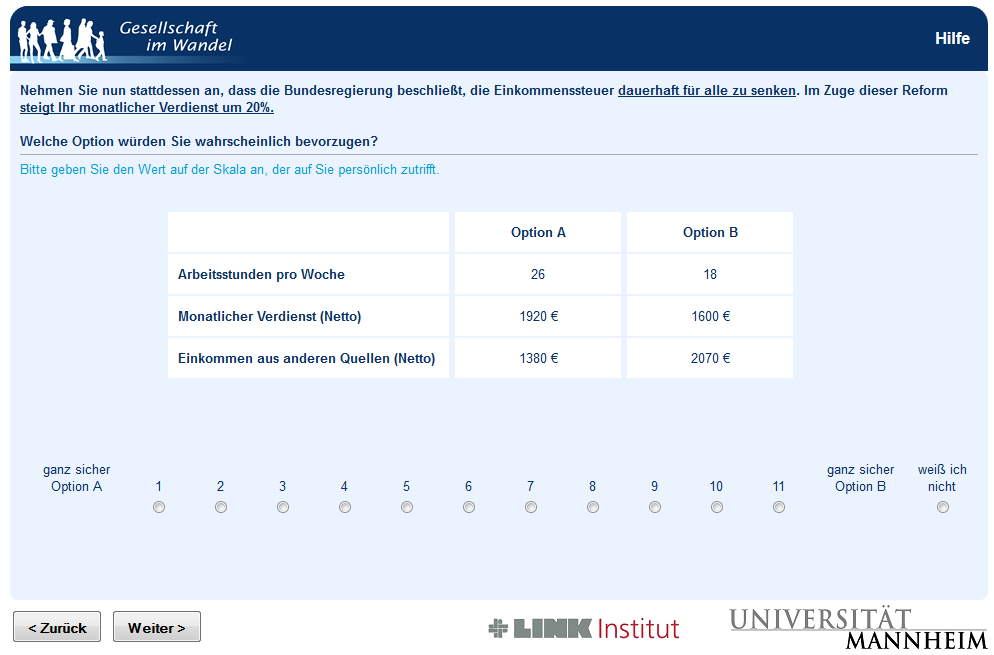 Gesellschaft
im Wandel
Hilfe
Nehmen Sie nun stattdessen an, dass die Bundesregierung beschließt, die Einkommenssteuer dauerhaft für alle zu senken. Im Zuge dieser Reform
steigt Ihr monatlicher Verdienst um 20%.
Welche Option würden Sie wahrscheinlich bevorzugen?
Bitte geben Sie den Wert auf der Skala an, der auf Sie persönlich zutrifft.
Option A Option B
Arbeitsstunden pro Woche 26 18
Monatlicher Verdienst (Netto) 1920 € 1600 €
Einkommen aus anderen Quellen (Netto) 1380 € 2070 €
ganz sicher ganz sicher weiß ich
Option A 1 2 3 4 5 6 7 8 9 10 11 Option B nicht
< Zurück Weiter >
LINK Institut
UNIVERSITÄT
MANNHEIM